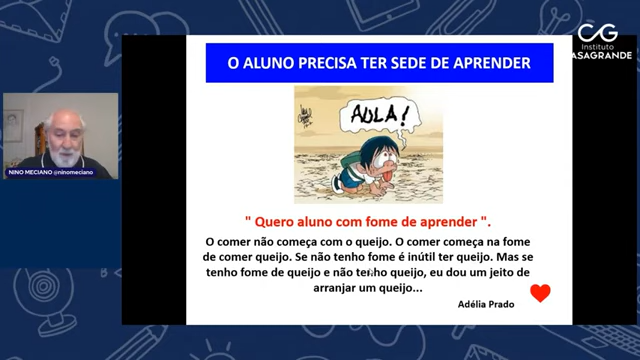 CG
Instituto
CASAGRANDE
O ALUNO PRECISA TER SEDE DE APRENDER
AULA!
NINO MECIANO @ninomeciano
" Quero aluno com fome de aprender ".
O comer não começa com o queijo. O comer começa na fome
de comer queijo. Se não tenho fome é inútil ter queijo. Mas se
tenho fome de queijo e não tenho queijo, eu dou um jeito de
arranjar um queijo...
Adélia Prado